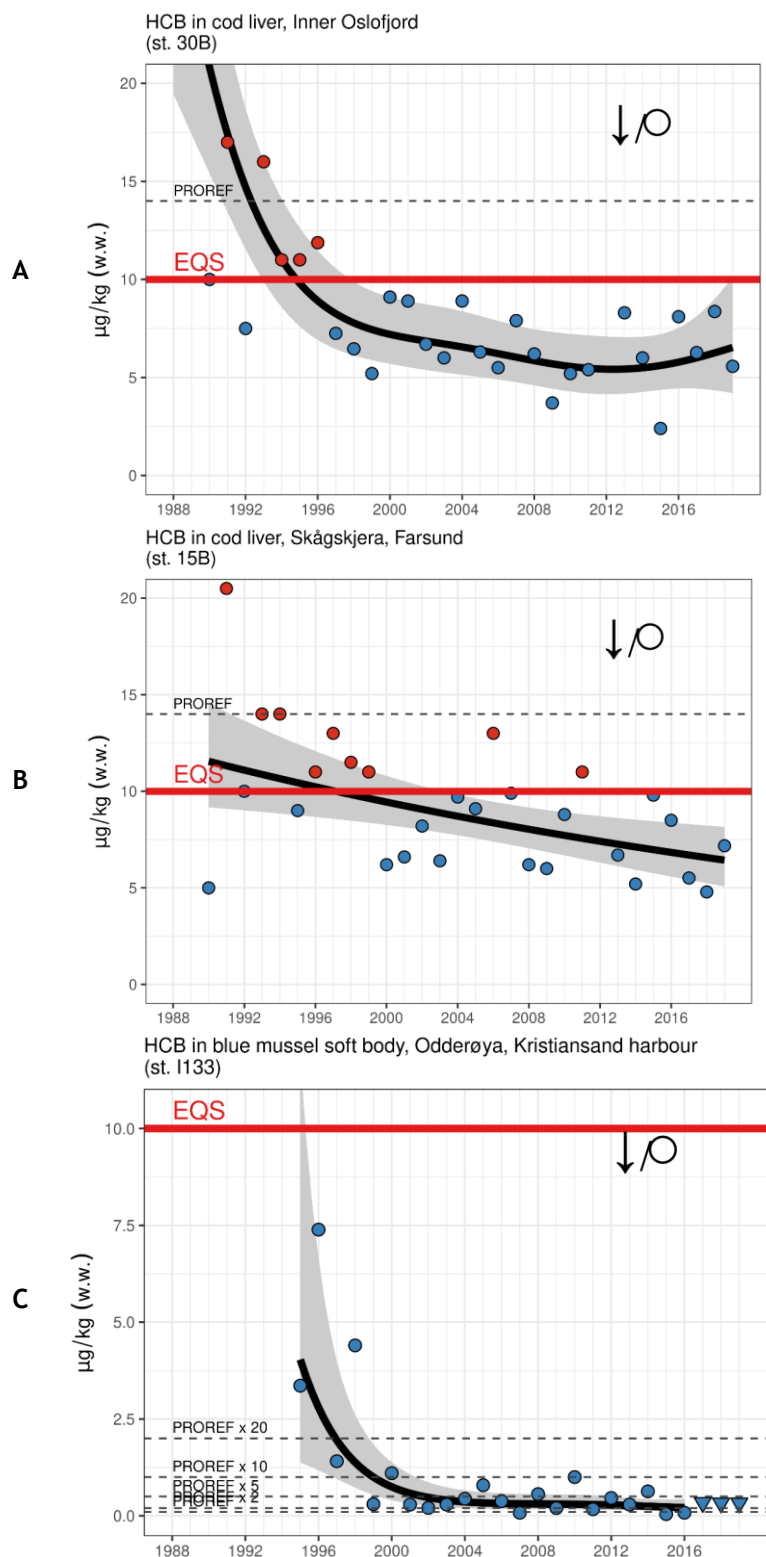 HCB in cod liver, Inner Oslofjord
(st. 30B)
20
15
PROREF
A
µg/kg (w.w.)
EQS
10
5
0
1988 1992 1996 2000 2004 2008 2012 2016
HCB in cod liver, Skågskjera, Farsund
(st. 15B)
20
15
PROREF
B
µg/kg (w.w.)
EQS
10
5
0
1988 1992 1996 2000 2004 2008 2012 2016
HCB in blue mussel soft body, Odderøya, Kristiansand harbour
(st. I133)
EQS
10.0
7.5
C
µg/kg (w.w.)
5.0
2.5
PROREF x 20
PROREF x 10
PROREF x 5
PROREF x 2
0.0
1988 1992 1996 2000 2004 2008 2012 2016